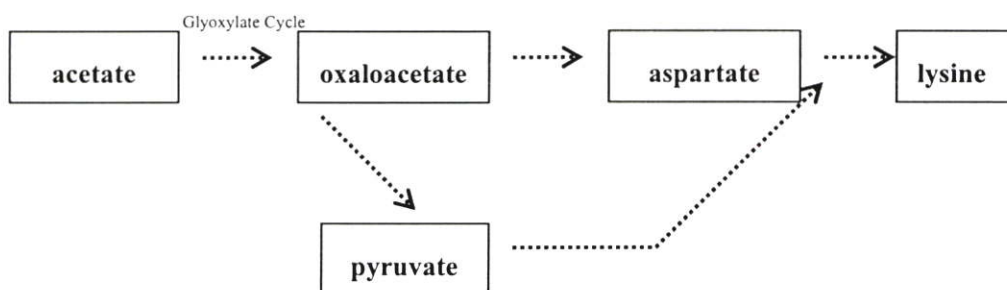 Glyoxylate Cycle
acetate
oxaloacetate
aspartate
lysine
pyruvate